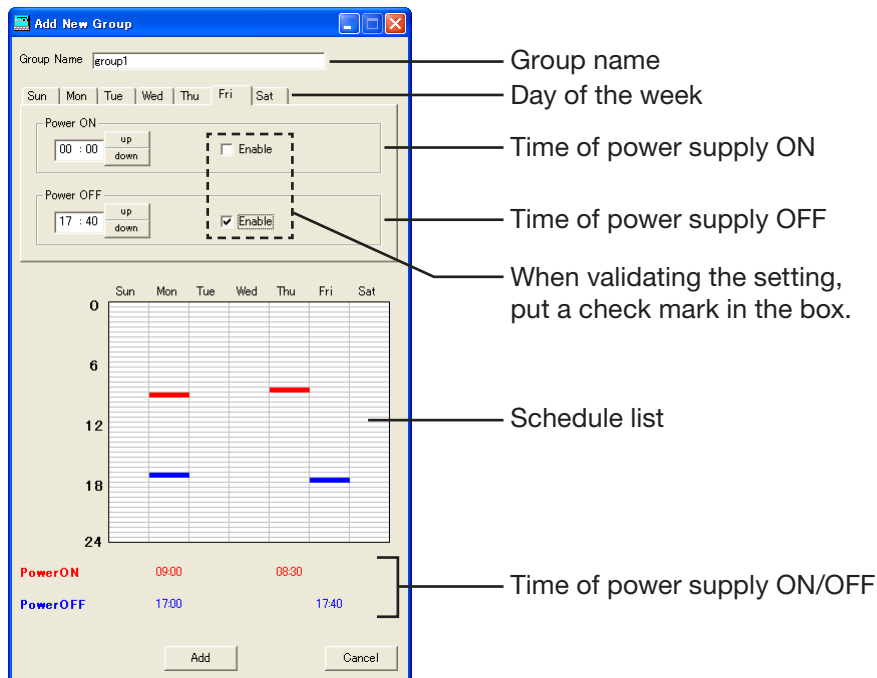 Add New Group
Group Name group1
Group name
Sun Mon Tue Wed Thu Fri Sat
Day of the week
Power ON
00 : 00 up down Enable
Time of power supply ON
Power OFF
17 : 40 up down Enable
Time of power supply OFF
When validating the setting,
put a check mark in the box.
Sun Mon Tue Wed Thu Fri Sat
0
6
12
18
24
Schedule list
PowerON 09:00 08:30
PowerOFF 17:00 17:40
Time of power supply ON/OFF
Add Cancel